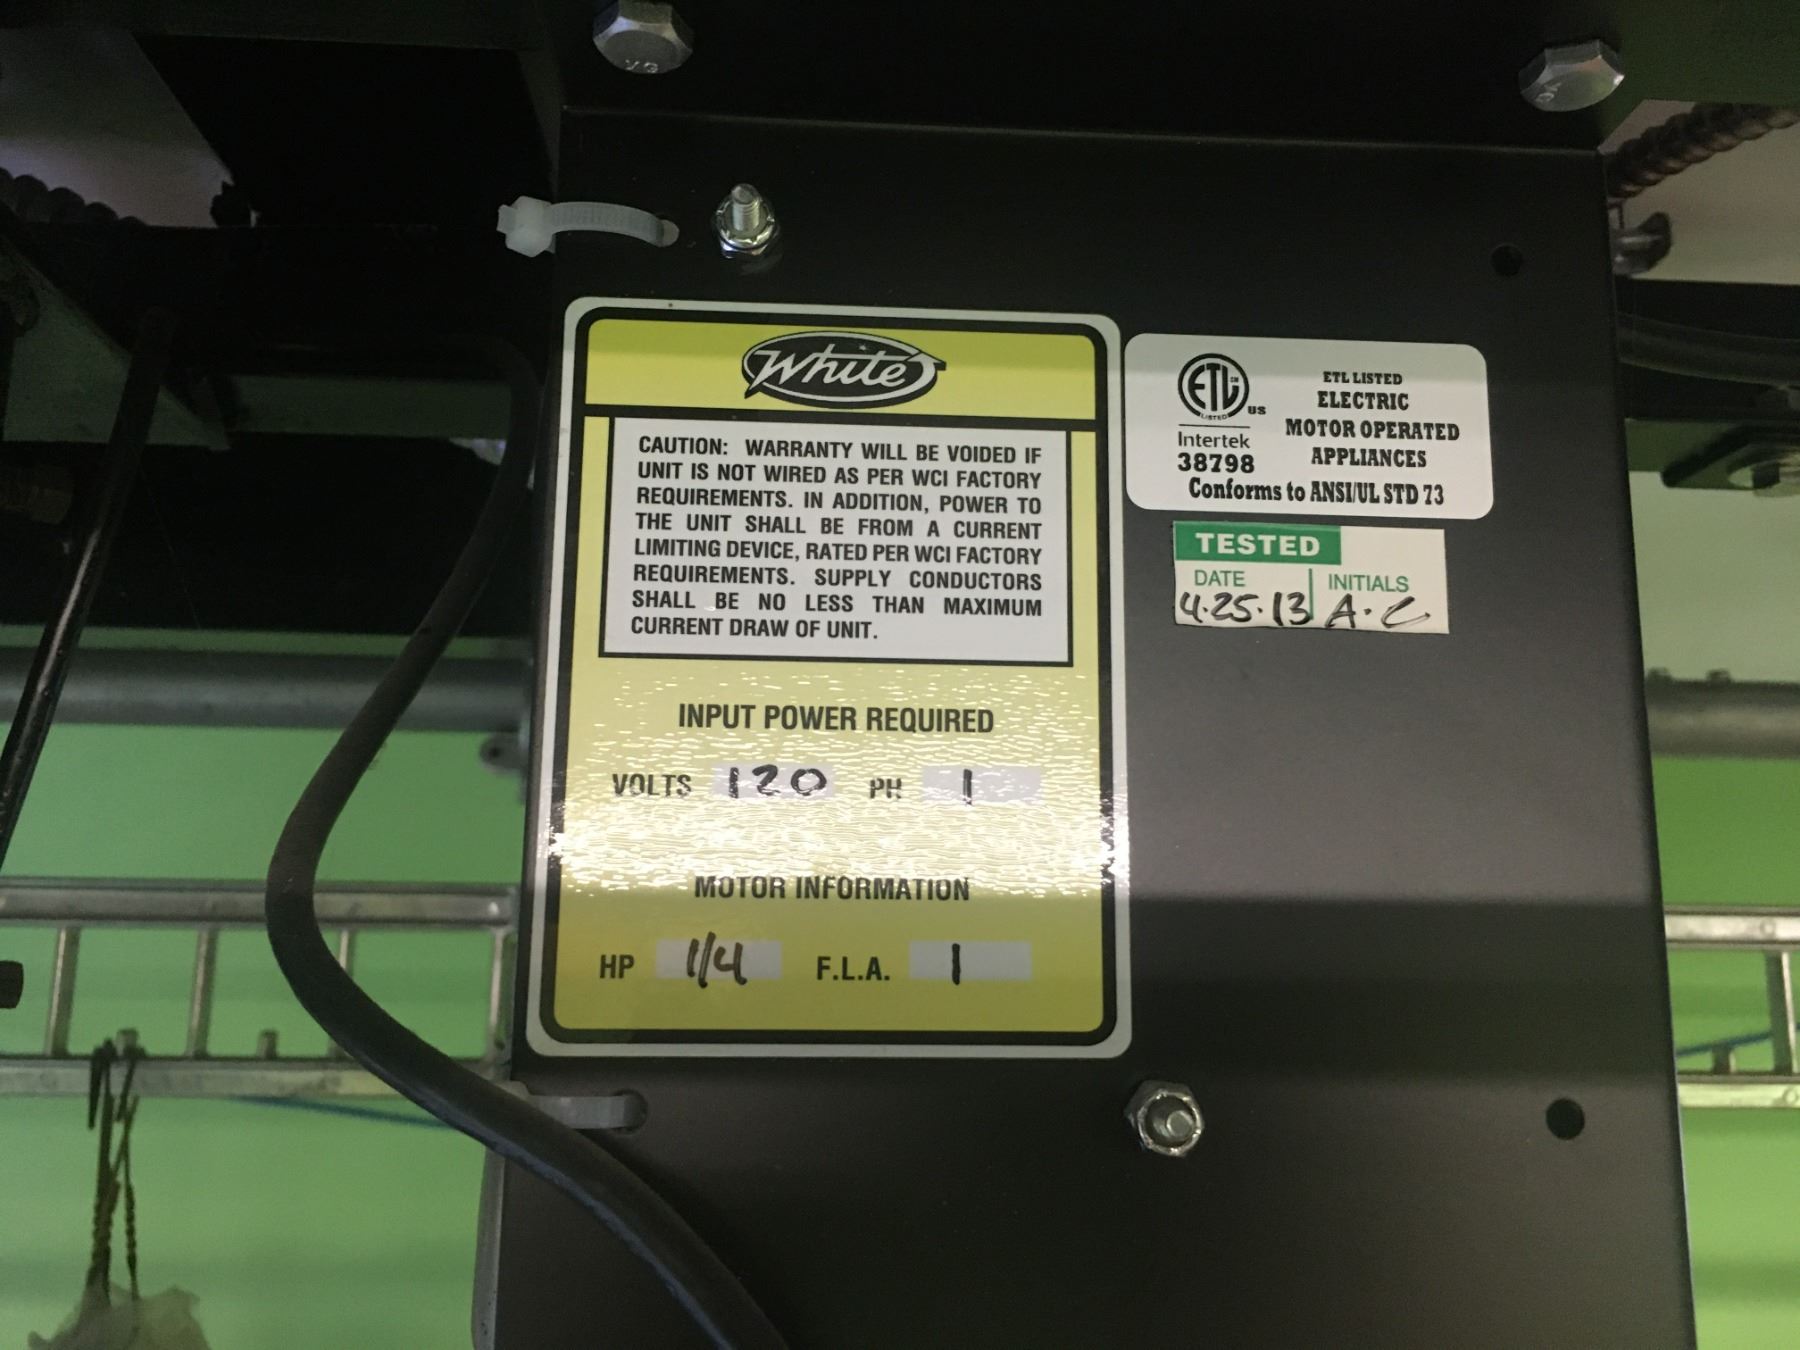 White
CAUTION: WARRANTY WILL BE VOIDED IF
UNIT IS NOT WIRED AS PER WCI FACTORY
REQUIREMENTS. IN ADDITION, POWER TO
THE UNIT SHALL BE FROM A CURRENT
LIMITING DEVICE, RATED PER WCI FACTORY
REQUIREMENTS. SUPPLY CONDUCTORS
SHALL BE NO LESS THAN MAXIMUM
CURRENT DRAW OF UNIT.
INPUT POWER REQUIRED
VOLTS 120 PH 1
MOTOR INFORMATION
HP 1/4 F.L.A. 1
ETL
LISTED
US
Intertek
38798
ETL LISTED
ELECTRIC
MOTOR OPERATED
APPLIANCES
Conforms to ANSI/UL STD 73
TESTED
DATE INITIALS
4.25.13 A.C.